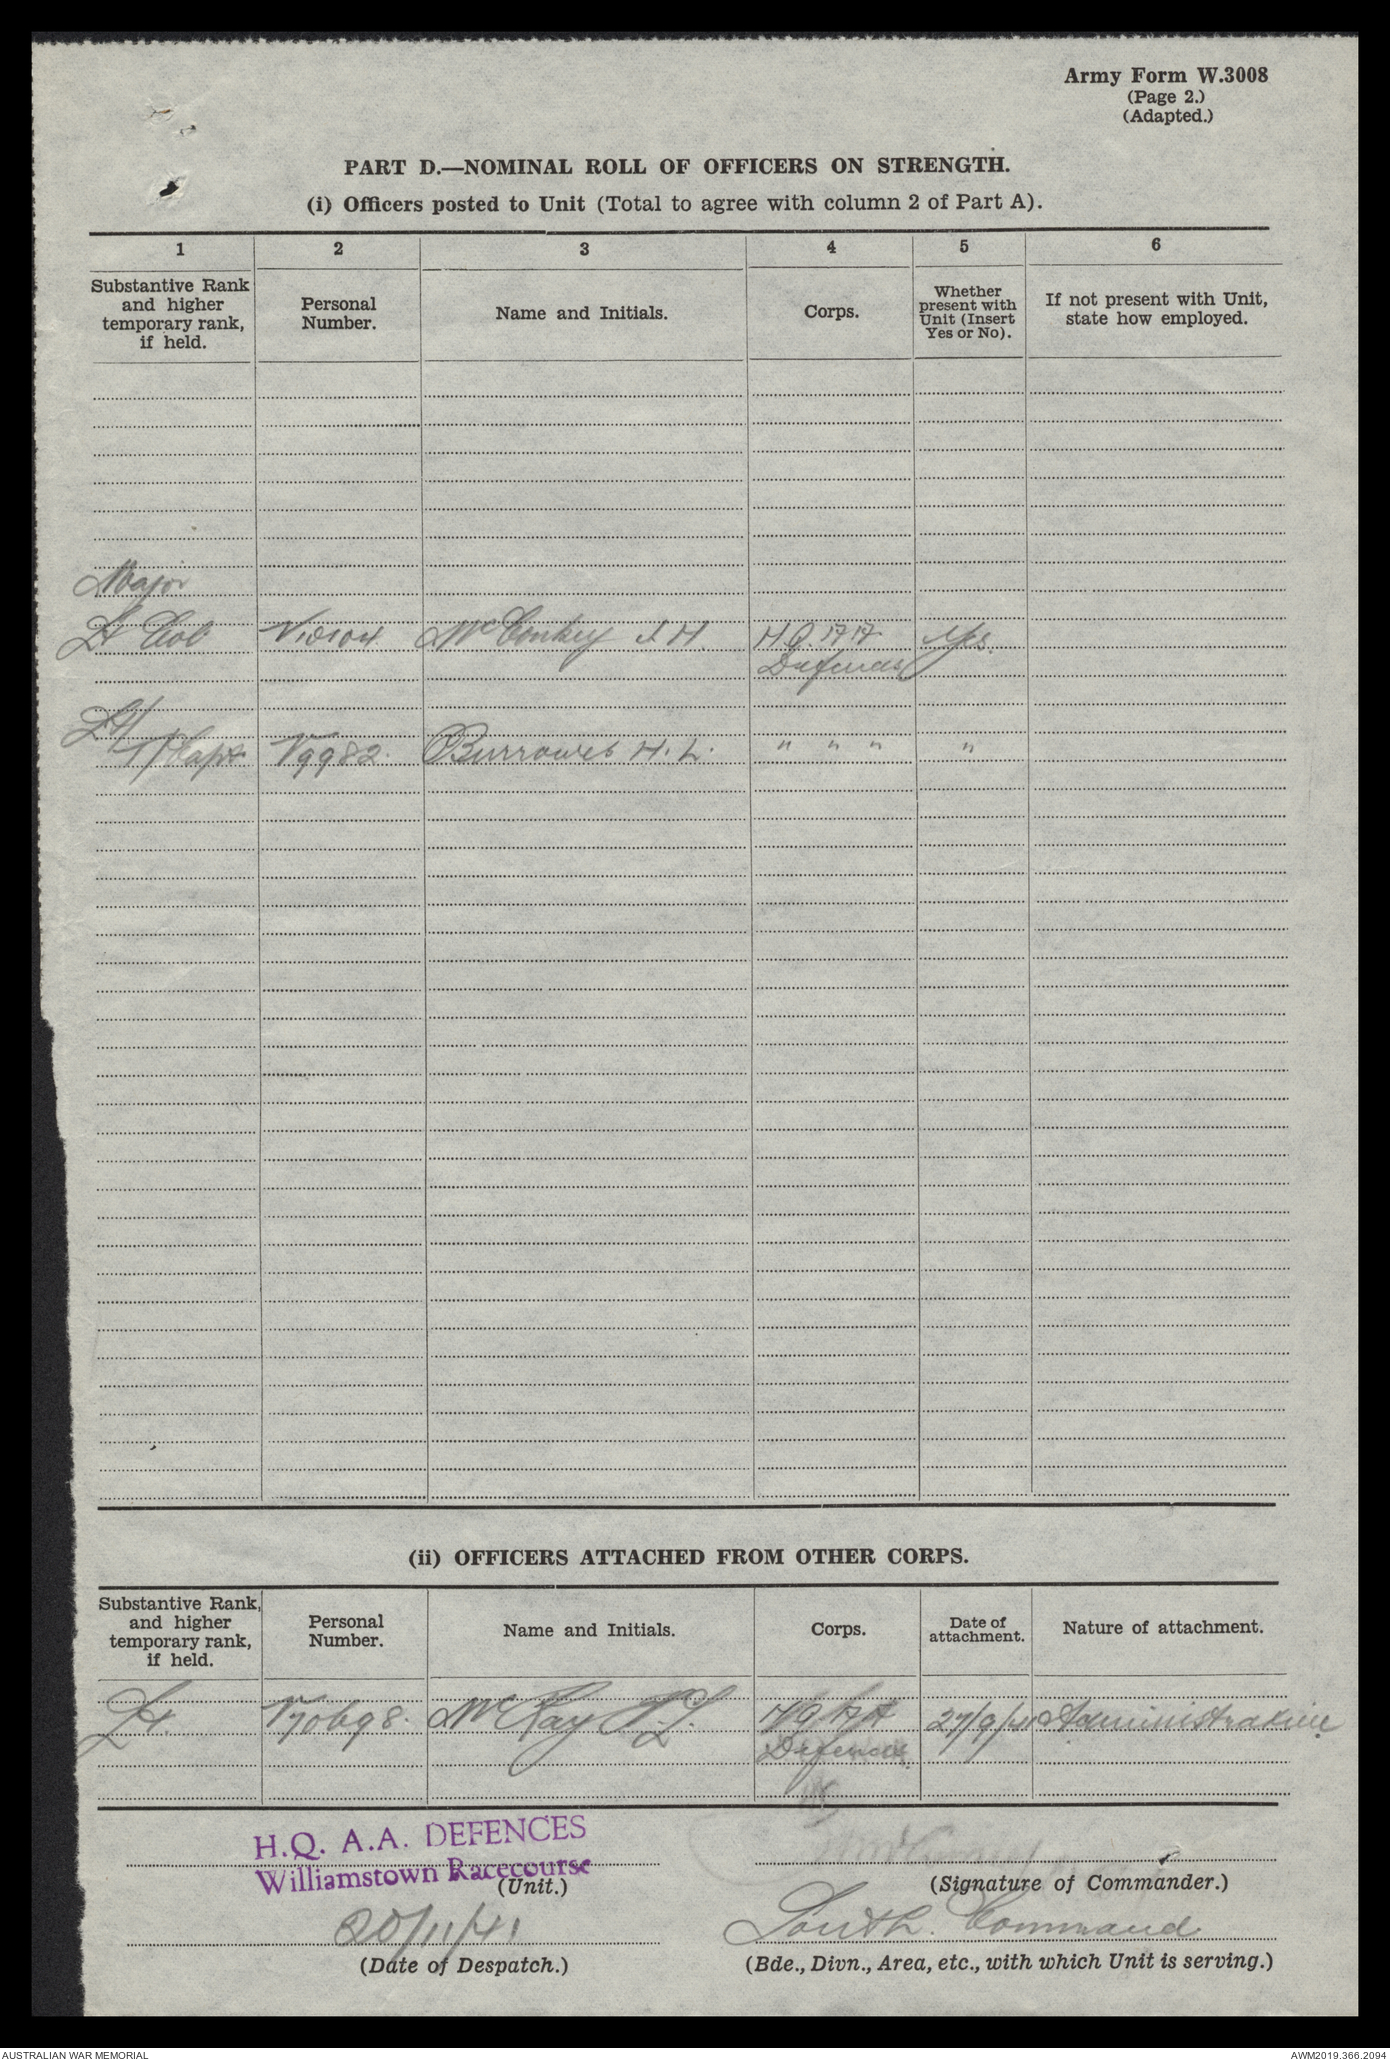 Army Form W.3008
(Page 2.)
(Adapted.)
PART D.—NOMINAL ROLL OF OFFICERS ON STRENGTH.
(i) Officers posted to Unit (Total to agree with column 2 of Part A).
1 2 3 4 5 6
Substantive Rank and higher temporary rank, if held.
Personal Number.
Name and Initials.
Corps.
Whether present with Unit (Insert Yes or No).
If not present with Unit, state how employed.
Major
Lt Col V10104 McConkey H. H.Q. A.A. Yes.
Defences
Lt/
T/Capt V9982. Burrowes H. L. " " " "
(ii) OFFICERS ATTACHED FROM OTHER CORPS.
Substantive Rank, and higher temporary rank, if held.
Personal Number.
Name and Initials.
Corps.
Date of attachment.
Nature of attachment.
Lt. V70698. McKay HQ AA 27/9/41 Administrative.
Defences.
H.Q. A.A. DEFENCES
Williamstown Racecourse
(Unit.)
(Signature of Commander.)
20/11/41
South. Command
(Date of Despatch.)
(Bde., Divn., Area, etc., with which Unit is serving.)
AUSTRALIAN WAR MEMORIAL
AWM2019.366.2094